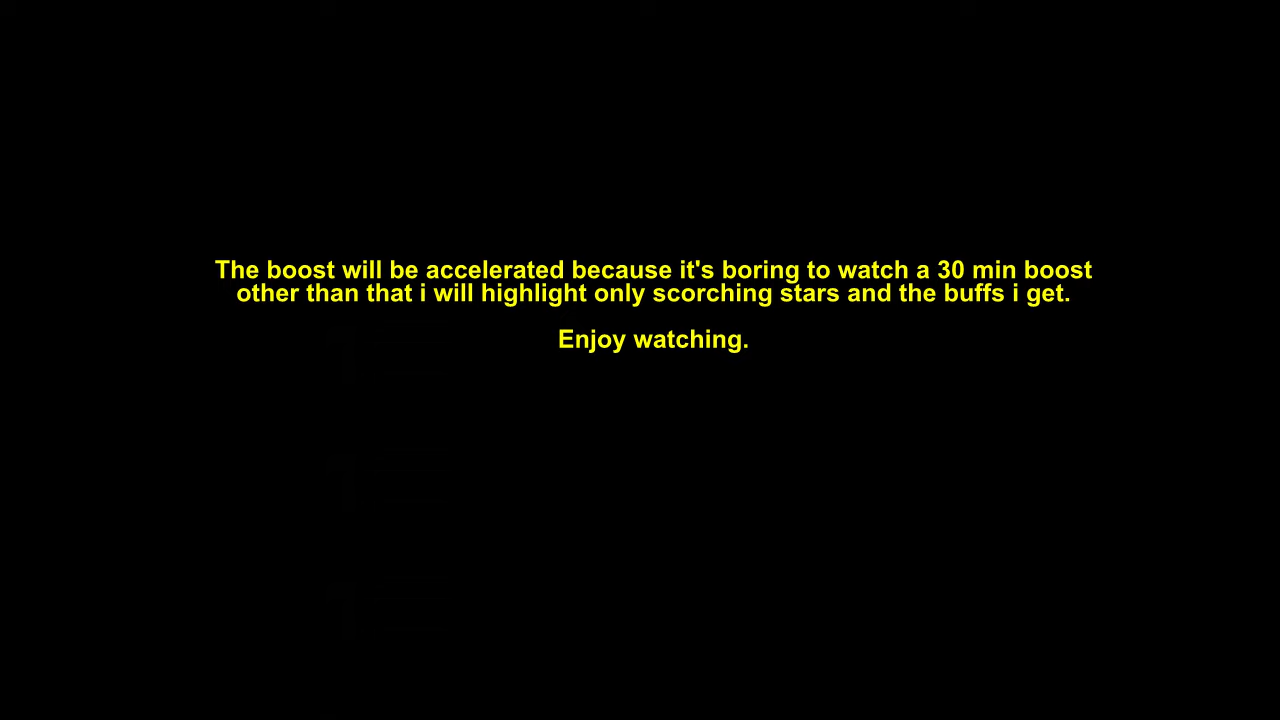 The boost will be accelerated because it's boring to watch a 30 min boost
other than that i will highlight only scorching stars and the buffs i get.
Enjoy watching.